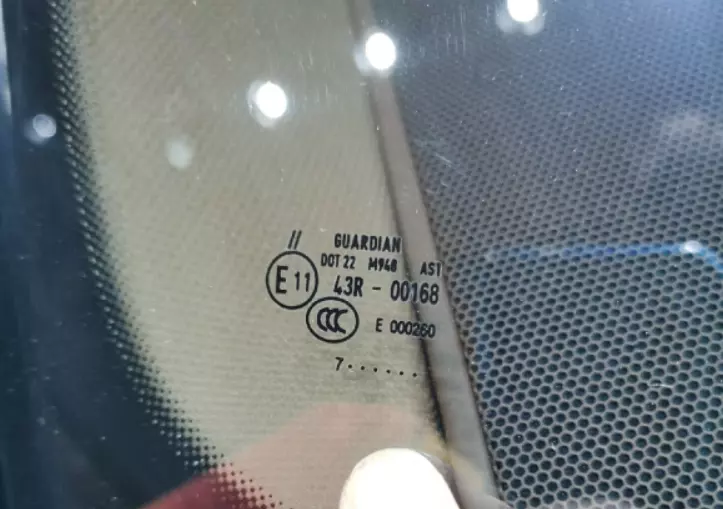 // GUARDIAN
DOT 22 M948 AS1
E 11 43R - 00168
CCC E 000260
7 · · · · · ·